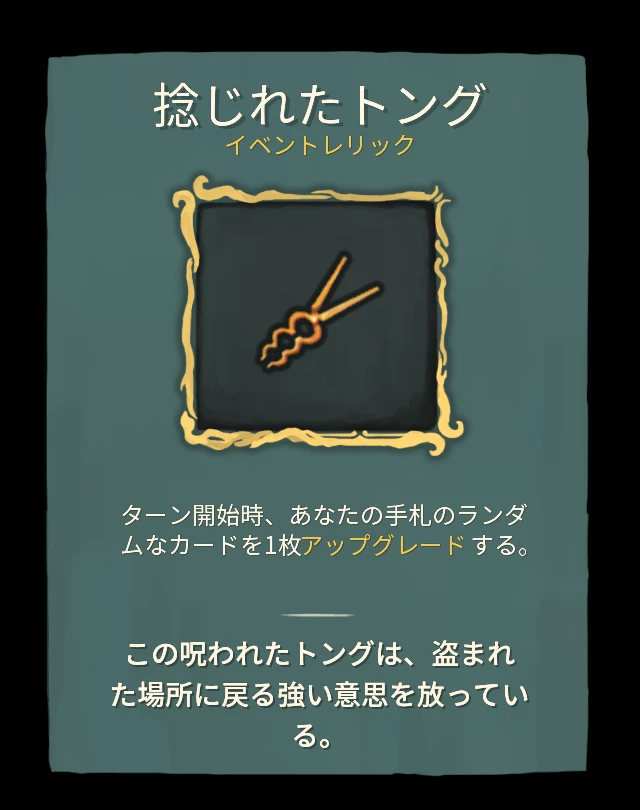 捻じれたトング
イベントレリック
ターン開始時、あなたの手札のランダ
ムなカードを1枚アップグレード する。
この呪われたトングは、盗まれ
た場所に戻る強い意思を放ってい
る。